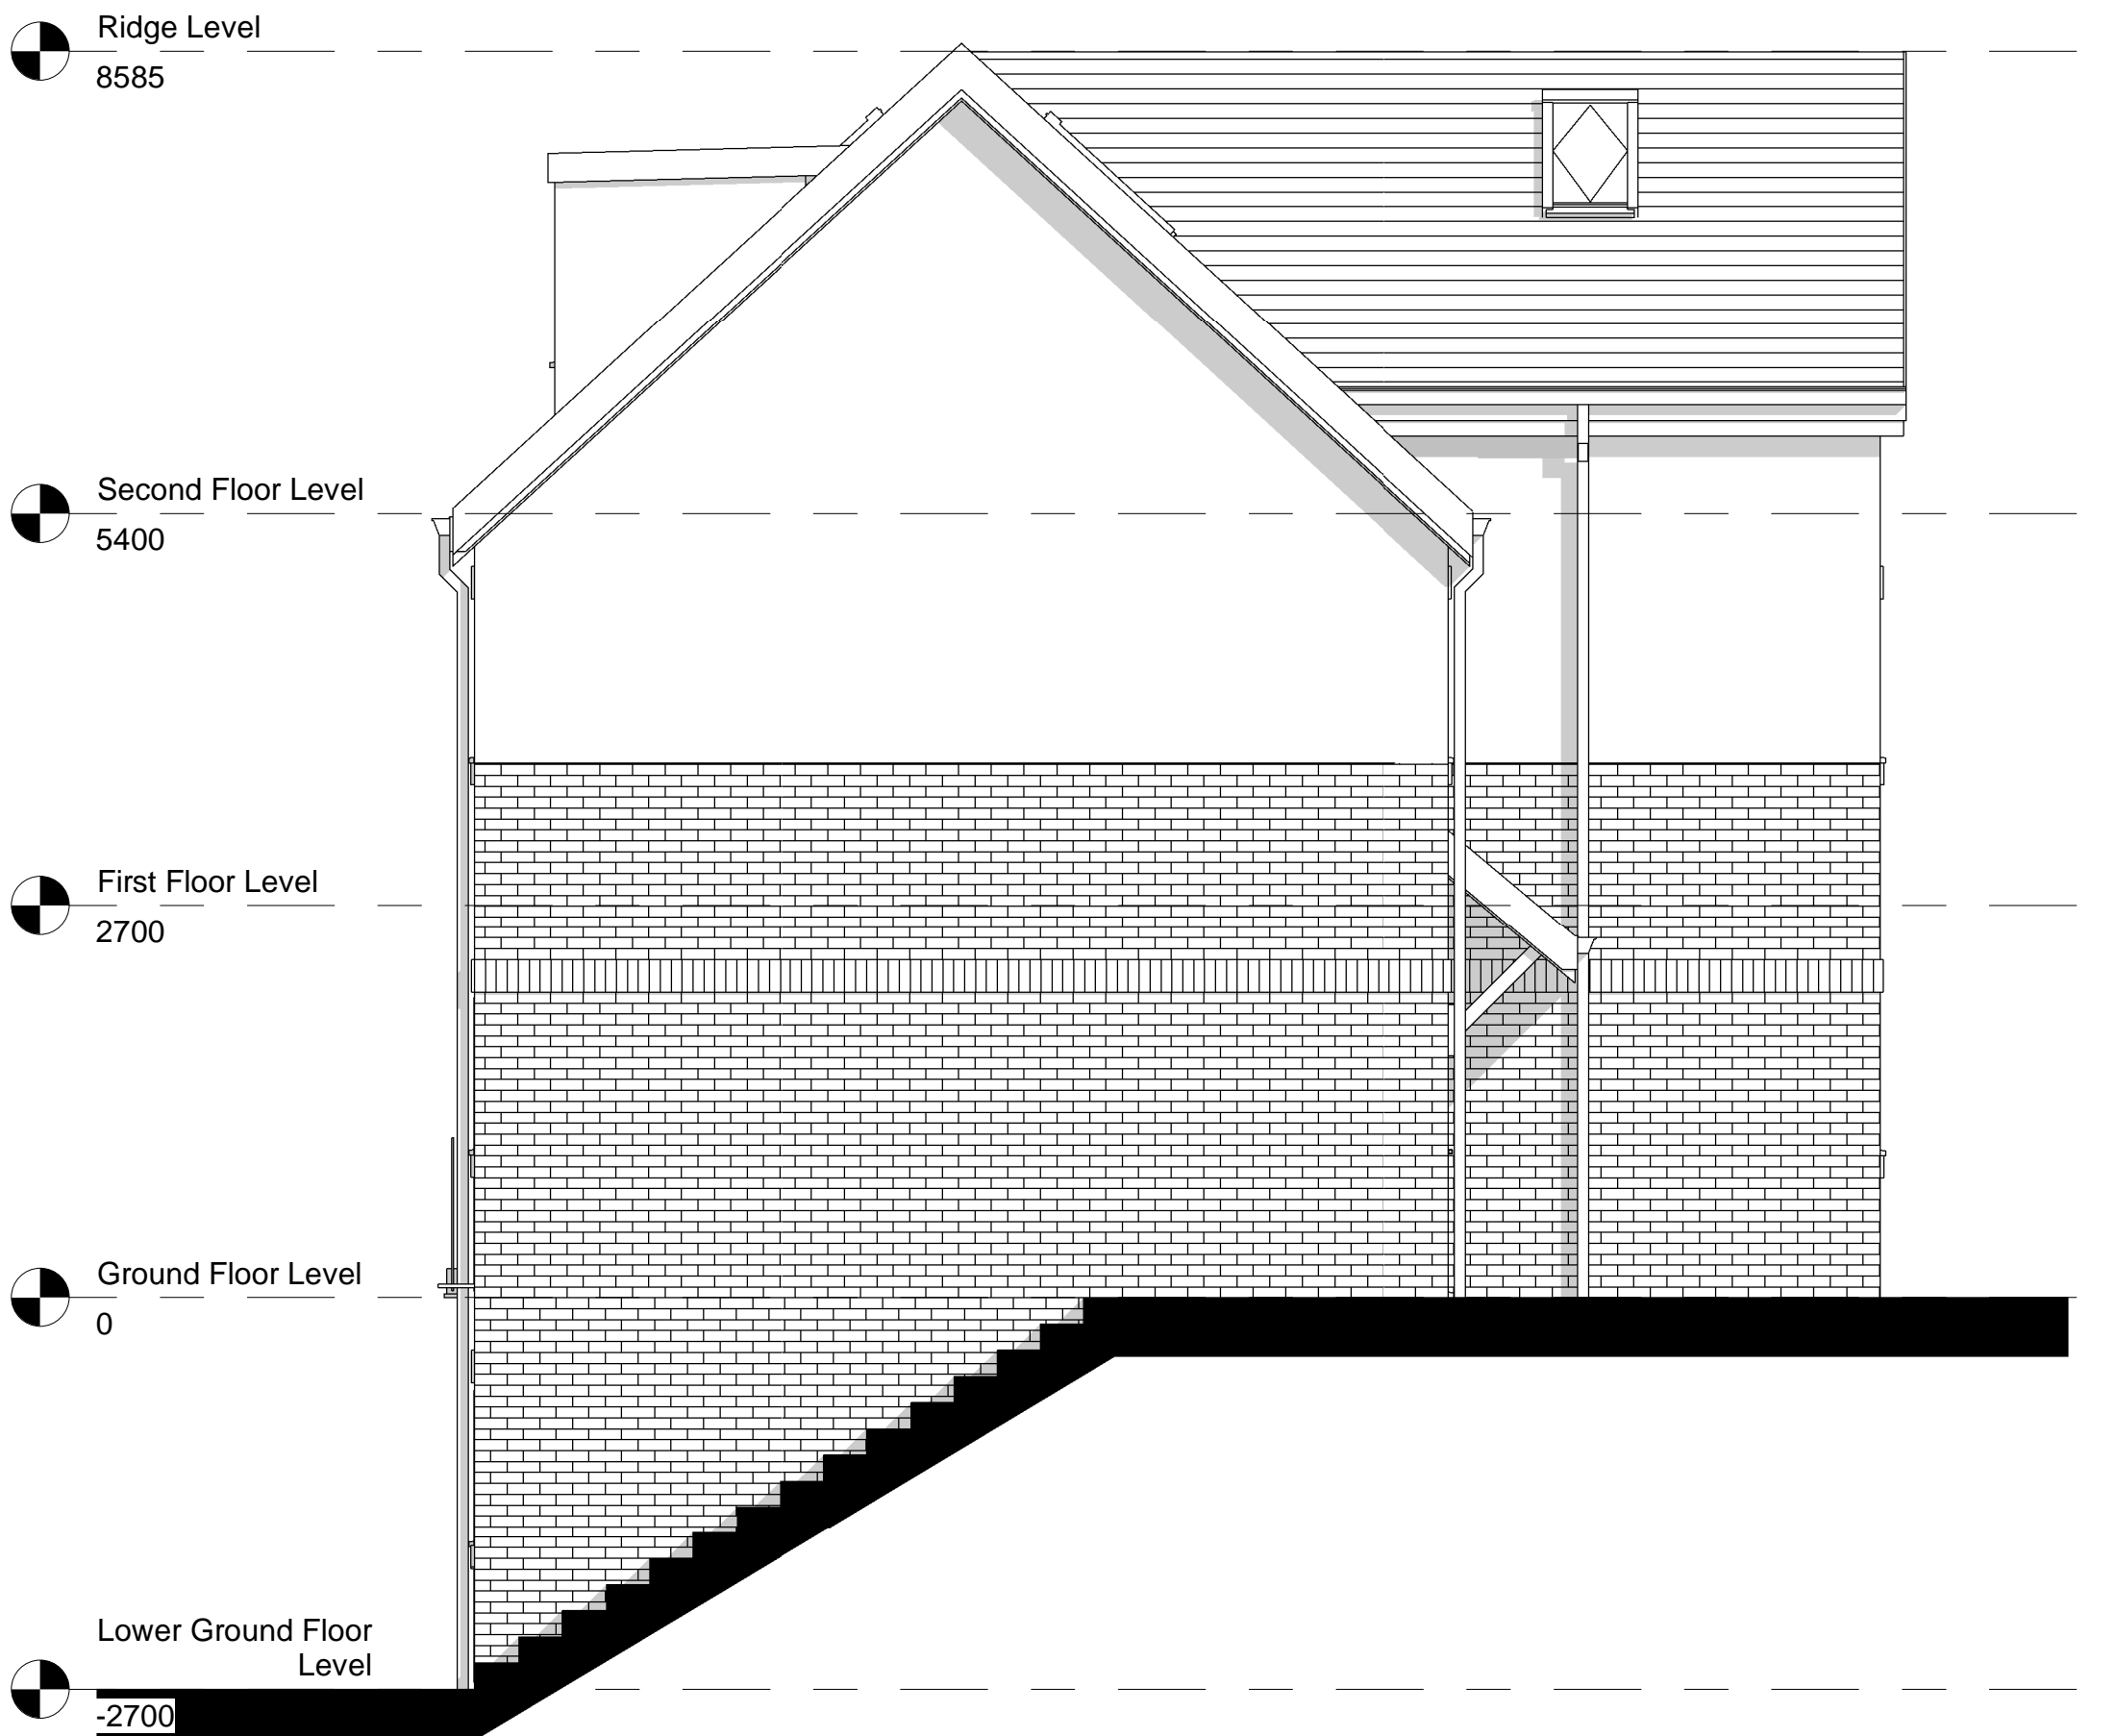 Ridge Level
8585
Second Floor Level
5400
First Floor Level
2700
Ground Floor Level
0
Lower Ground Floor
Level
-2700